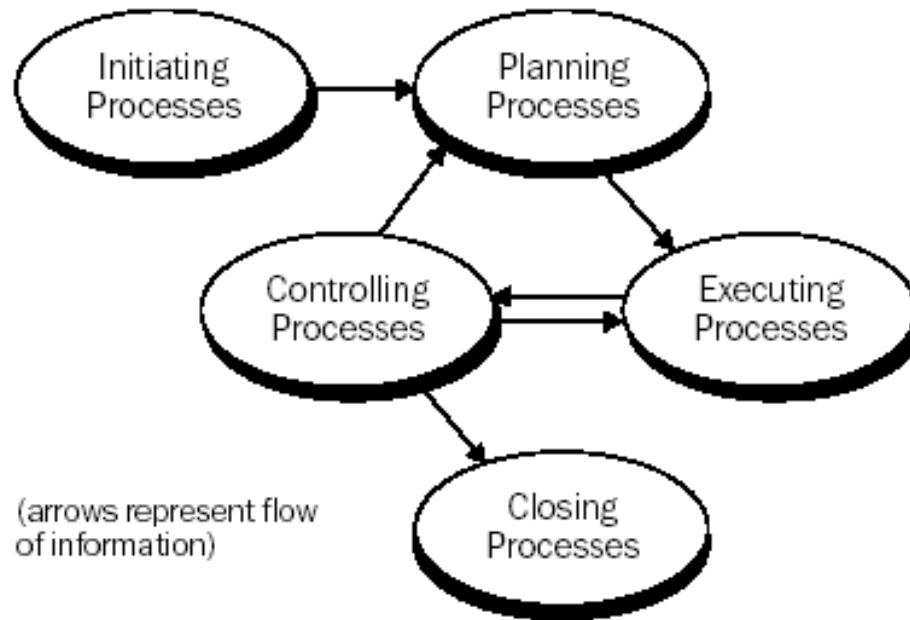 Initiating
Processes
Planning
Processes
Controlling
Processes
Executing
Processes
Closing
Processes
(arrows represent flow
of information)